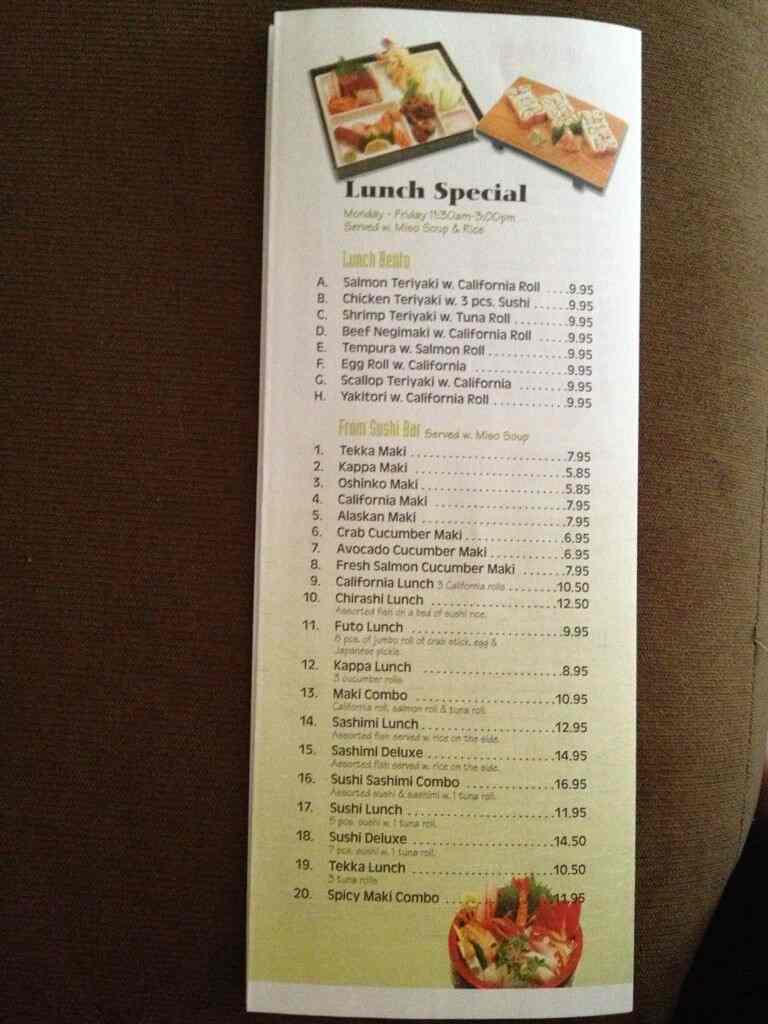 Lunch Special
Monday - Friday 11:30am-3:00pm
Served w. Miso Soup & Rice
Lunch Bento
A. Salmon Teriyaki w. California Roll ....9.95
B. Chicken Teriyaki w. 3 pcs. Sushi ......9.95
C. Shrimp Teriyaki w. Tuna Roll .........9.95
D. Beef Negimaki w. California Roll .....9.95
E. Tempura w. Salmon Roll .............9.95
F. Egg Roll w. California ...............9.95
G. Scallop Teriyaki w. California ........9.95
H. Yakitori w. California Roll ............9.95
From Sushi Bar Served w. Miso Soup
1. Tekka Maki ..........................7.95
2. Kappa Maki .........................5.85
3. Oshinko Maki .......................5.85
4. California Maki ......................7.95
5. Alaskan Maki ........................7.95
6. Crab Cucumber Maki ................6.95
7. Avocado Cucumber Maki ............6.95
8. Fresh Salmon Cucumber Maki .......7.95
9. California Lunch 3 California rolls ........10.50
10. Chirashi Lunch ......................12.50
Assorted fish on a bed of sushi rice.
11. Futo Lunch ..........................9.95
6 pcs. of jumbo roll of crab stick, egg &
Japanese pickle
12. Kappa Lunch ........................8.95
3 cucumber rolls
13. Maki Combo ........................10.95
California roll, salmon roll & tuna roll.
14. Sashimi Lunch .......................12.95
Assorted fish served w. rice on the side.
15. Sashimi Deluxe ......................14.95
Assorted fish served w. rice on the side.
16. Sushi Sashimi Combo ................16.95
Assorted sushi & sashimi w. 1 tuna roll.
17. Sushi Lunch .........................11.95
5 pcs. sushi w. 1 tuna roll.
18. Sushi Deluxe ........................14.50
7 pcs. sushi w. 1 tuna roll.
19. Tekka Lunch .........................10.50
3 tuna rolls
20. Spicy Maki Combo ..................11.95